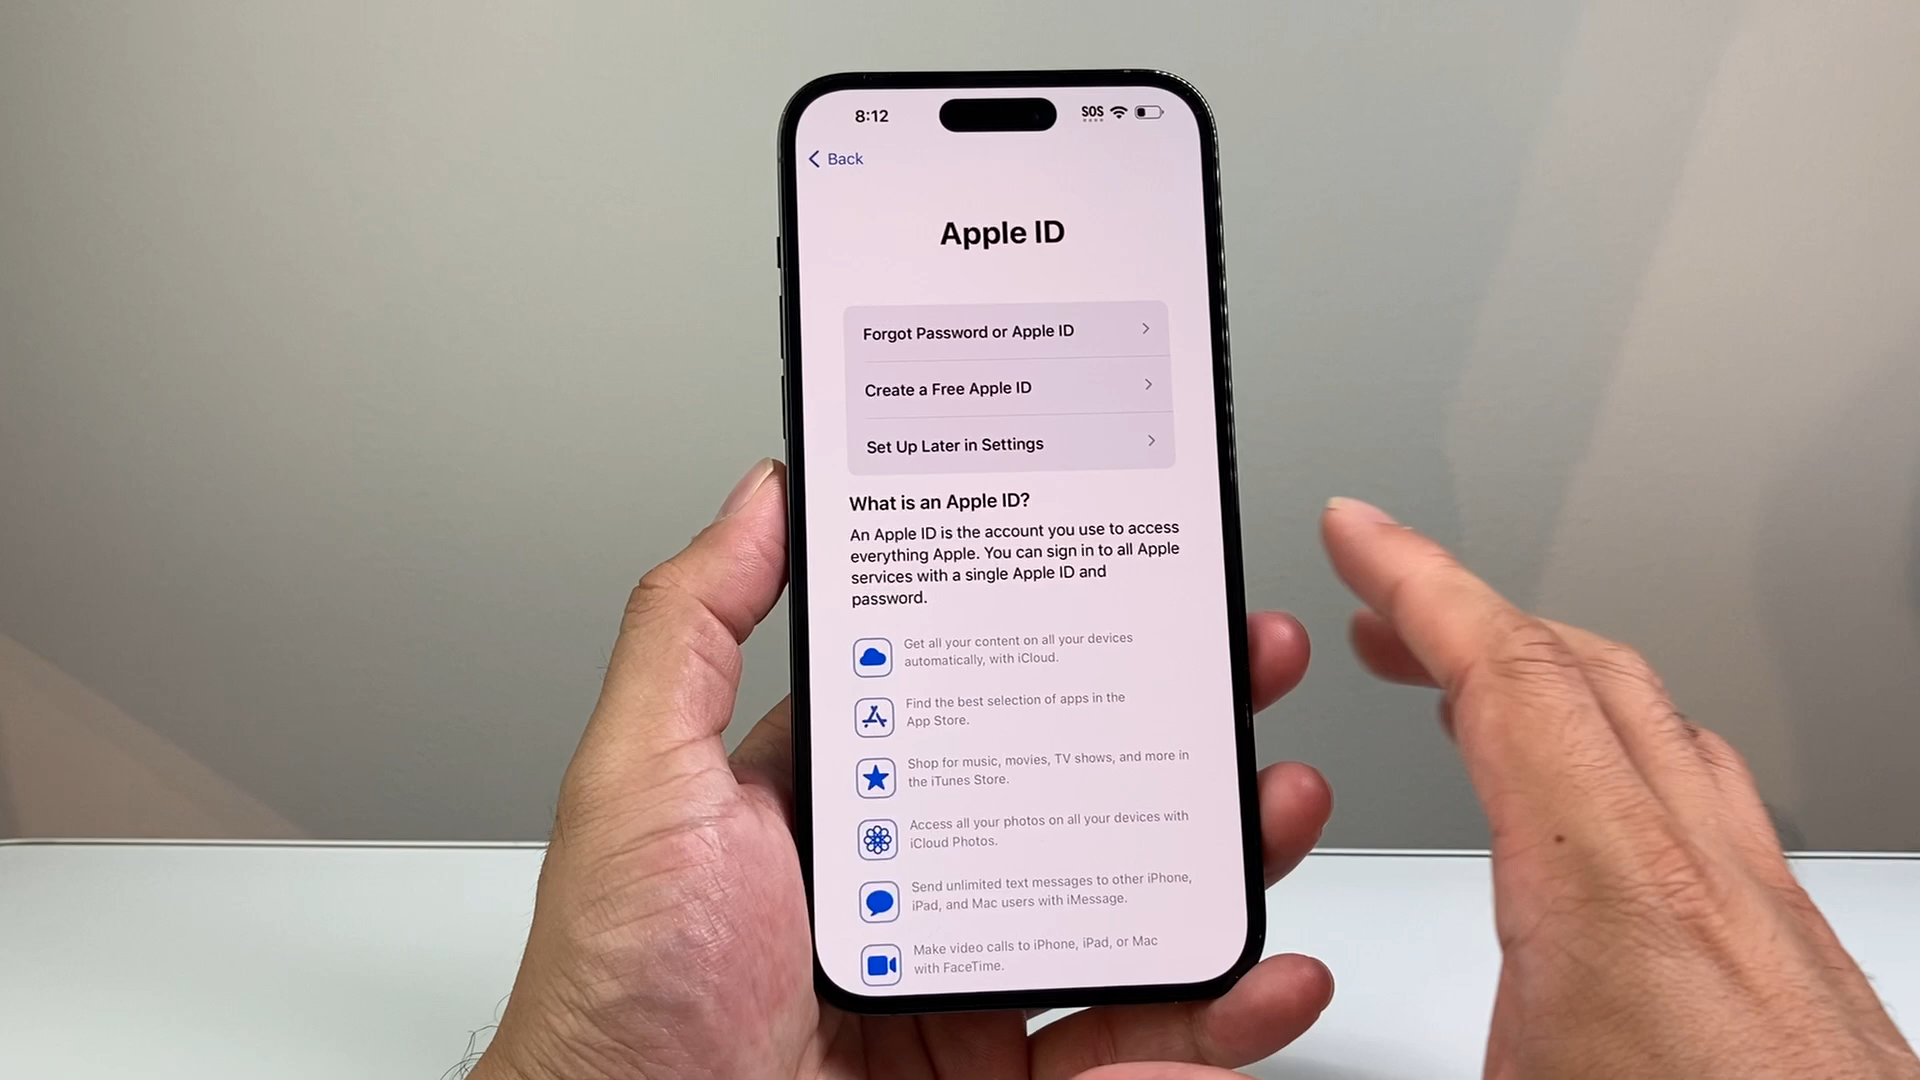 8:12
SOS
Back
Apple ID
Forgot Password or Apple ID
Create a Free Apple ID
Set Up Later in Settings
What is an Apple ID?
An Apple ID is the account you use to access
everything Apple. You can sign in to all Apple
services with a single Apple ID and
password.
Get all your content on all your devices
automatically, with iCloud.
Find the best selection of apps in the
App Store.
Shop for music, movies, TV shows, and more in
the iTunes Store.
Access all your photos on all your devices with
iCloud Photos.
Send unlimited text messages to other iPhone,
iPad, and Mac users with iMessage.
Make video calls to iPhone, iPad, or Mac
with FaceTime.